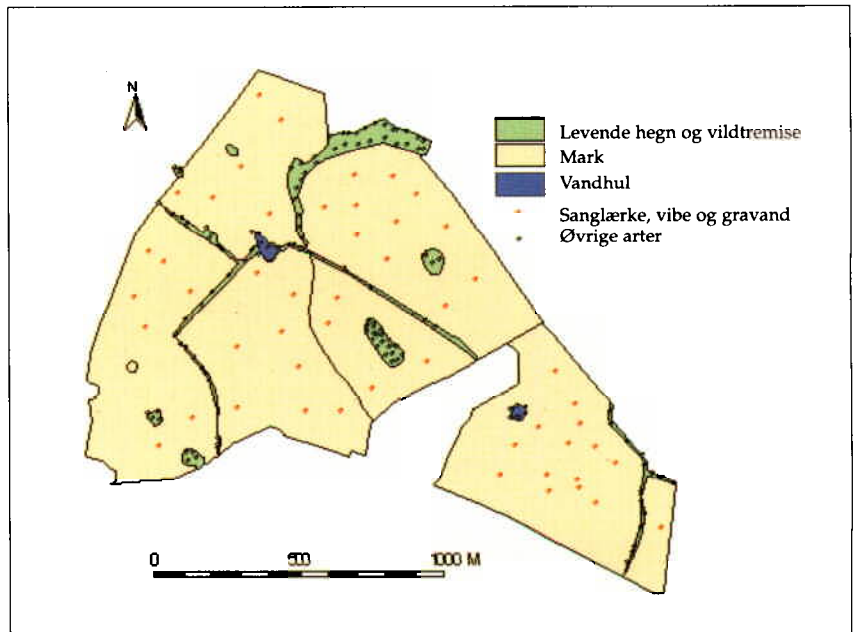 N
Levende hegn og vildtremise
Mark
Vandhul
Sanglærke, vibe og gravand
Øvrige arter
0 500 1000 M